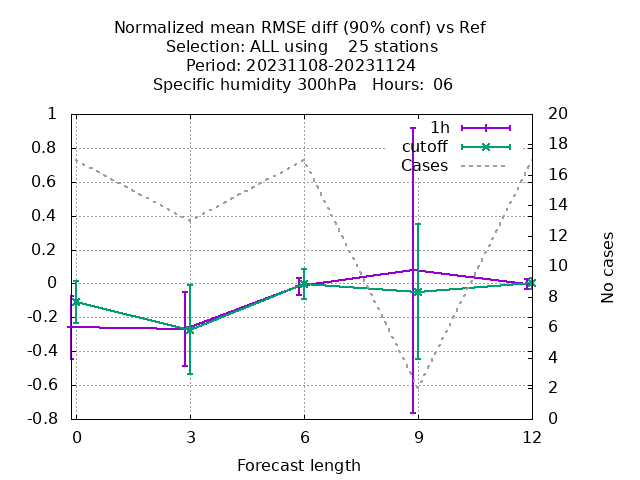 Normalized mean RMSE diff (90% conf) vs Ref
Selection: ALL using    25 stations
Period: 20231108-20231124
Specific humidity 300hPa   Hours:  06
1
0.8
0.6
0.4
0.2
0
-0.2
-0.4
-0.6
-0.8
1h
cutoff
Cases
20
18
16
14
12
10
8
6
4
2
0
No cases
0 3 6 9 12
Forecast length